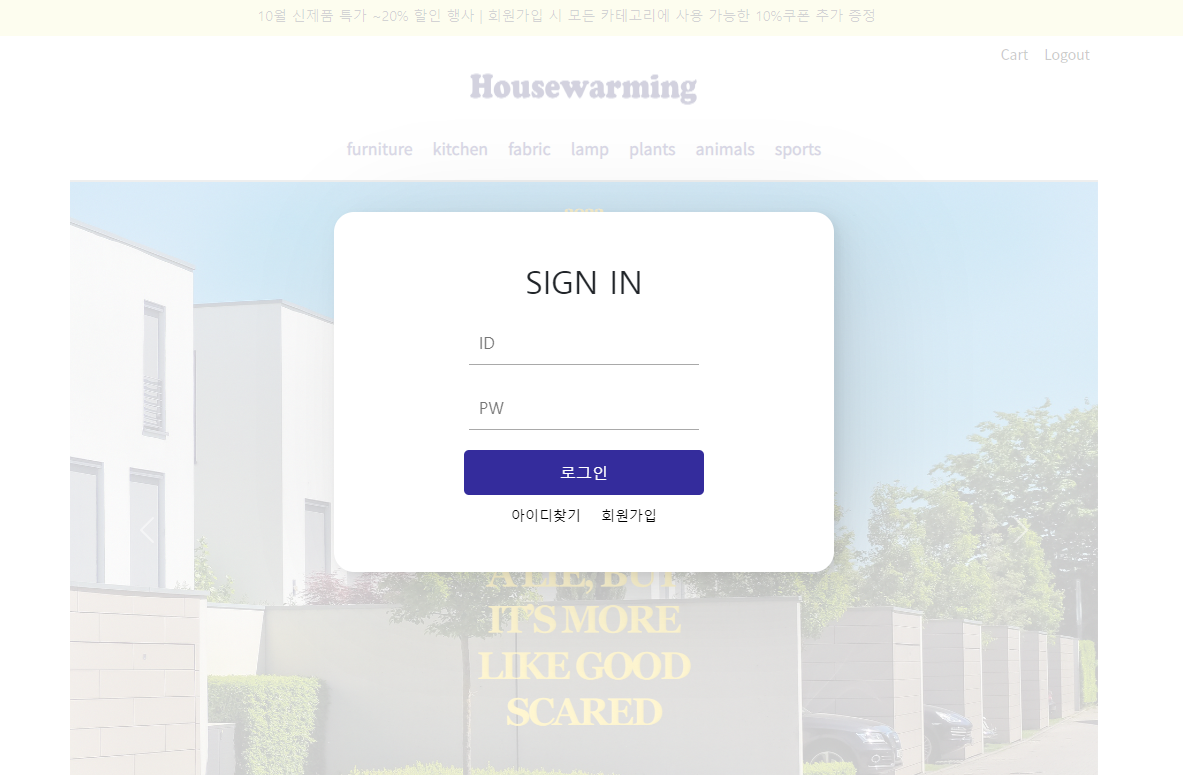 10월 신제품 특가 ~20% 할인 행사 | 회원가입 시 모든 카테고리에 사용 가능한 10%쿠폰 추가 증정
Cart Logout
Housewarming
furniture kitchen fabric lamp plants animals sports
SIGN IN
ID
PW
로그인
아이디찾기 회원가입
A LIE, BUT
IT'S MORE
LIKE GOOD
SCARED